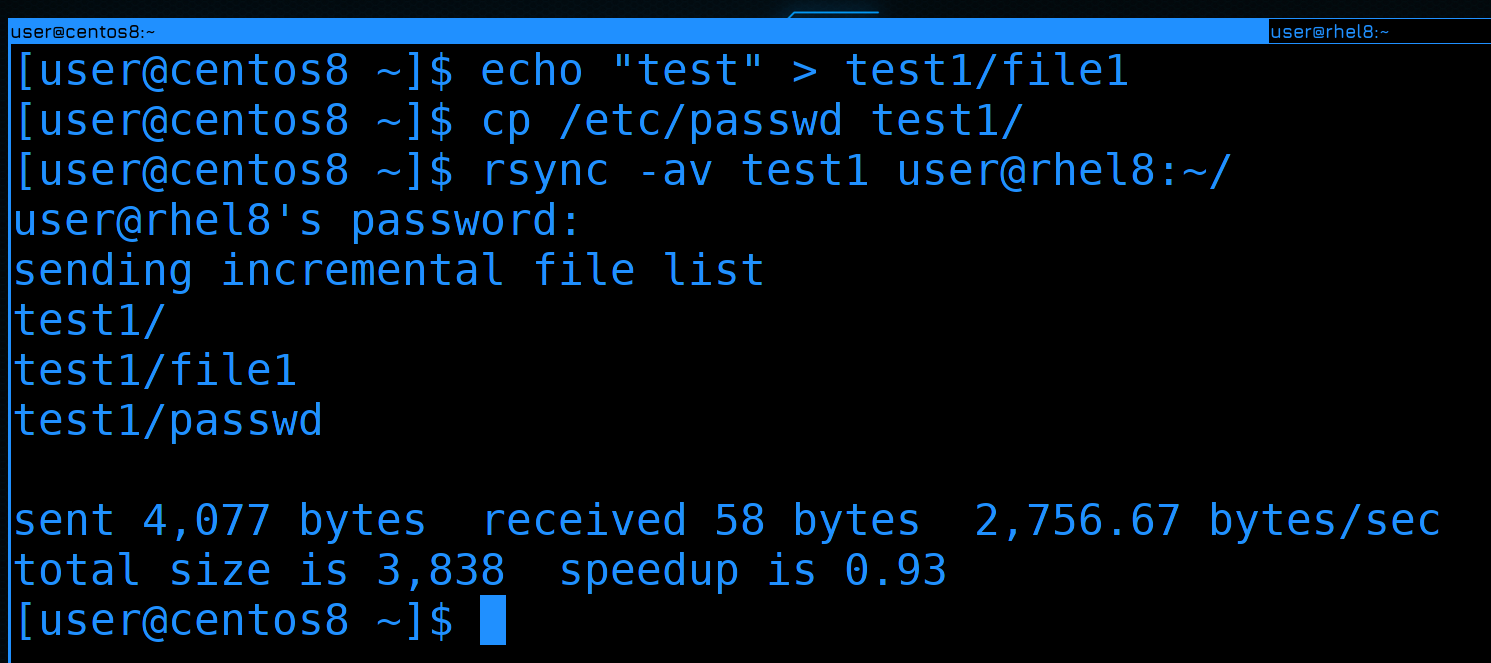 user@centos8:~
user@rhel8:~
[user@centos8 ~]$ echo "test" > test1/file1
[user@centos8 ~]$ cp /etc/passwd test1/
[user@centos8 ~]$ rsync -av test1 user@rhel8:~/
user@rhel8's password:
sending incremental file list
test1/
test1/file1
test1/passwd
sent 4,077 bytes  received 58 bytes  2,756.67 bytes/sec
total size is 3,838  speedup is 0.93
[user@centos8 ~]$